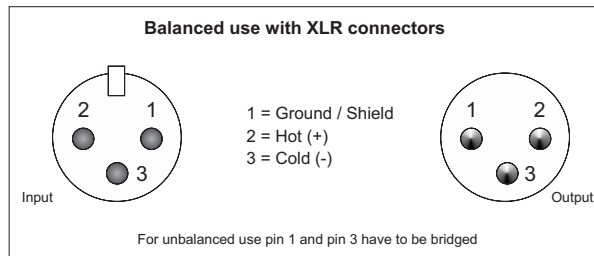 Balanced use with XLR connectors
2 1
3
Input
1 = Ground / Shield
2 = Hot (+)
3 = Cold (-)
1 2
3
Output
For unbalanced use pin 1 and pin 3 have to be bridged